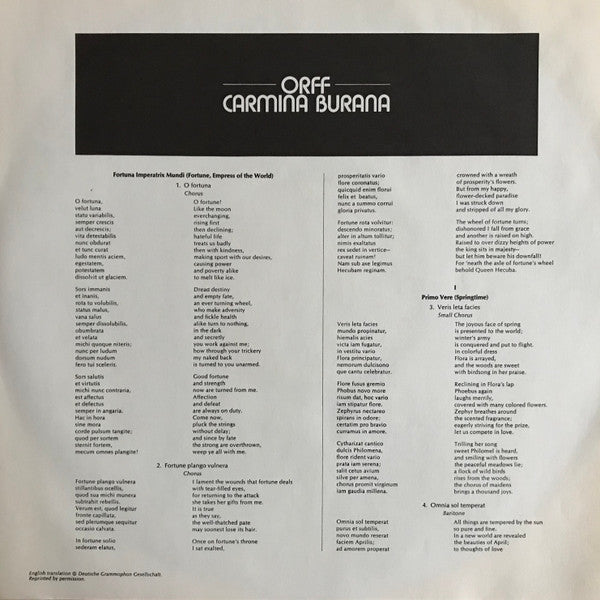 ORFF
CARMINA BURANA
Fortuna Imperatrix Mundi (Fortune, Empress of the World)
1. O fortuna
Chorus
O fortuna,
velut luna
statu variabilis,
semper crescis
aut decrescis;
vita detestabilis
nunc obdurat
et tunc curat
ludo mentis aciem,
egestatem,
potestatem
dissolvit ut glaciem.
O fortune!
Like the moon
everchanging,
rising first
then declining;
hateful life
treats us badly
then with kindness,
making sport with our desires,
causing power
and poverty alike
to melt like ice.
Sors immanis
et inanis,
rota tu volubilis,
status malus,
vana salus
semper dissolubilis,
obumbrata
et velata
michi quoque niteris;
nunc per ludum
dorsum nudum
fero tui sceleris.
Dread destiny
and empty fate,
an ever turning wheel,
who make adversity
and fickle health
alike turn to nothing,
in the dark
and secretly
you work against me;
how through your trickery
my naked back
is turned to you unarmed.
Sors salutis
et virtutis
michi nunc contraria,
est affectus
et defectus
semper in angaria.
Hac in hora
sine mora
corde pulsum tangite;
quod per sortem
sternit fortem,
mecum omnes plangite!
Good fortune
and strength
now are turned from me.
Affection
and defeat
are always on duty.
Come now,
pluck the strings
without delay;
and since by fate
the strong are overthrown,
weep ye all with me.
2. Fortune plango vulnera
Chorus
Fortune plango vulnera
stillantibus ocellis,
quod sua michi munera
subtrahit rebellis.
Verum est, quod legitur
fronte capillata,
sed plerumque sequitur
occasio calvata.
I lament the wounds that fortune deals
with tear-filled eyes,
for returning to the attack
she takes her gifts from me.
It is true
as they say,
the well-thatched pate
may soonest lose its hair.
In fortune solio
sederam elatus,
Once on fortune's throne
I sat exalted,
prosperitatis vario
flore coronatus;
quicquid enim florui
felix et beatus,
nunc a summo corrui
gloria privatus.
crowned with a wreath
of prosperity's flowers.
But from my happy,
flower-decked paradise
I was struck down
and stripped of all my glory.
Fortune rota volvitur:
descendo minoratus;
alter in altum tollitur;
nimis exaltatus
rex sedet in vertice—
caveat ruinam!
Nam sub axe legimus
Hecubam reginam.
The wheel of fortune turns;
dishonored I fall from grace
and another is raised on high.
Raised to over dizzy heights of power
the king sits in majesty—
but let him beware his downfall!
For 'neath the axle of fortune's wheel
behold Queen Hecuba.
I
Primo Vere (Springtime)
3. Veris leta facies
Small Chorus
Veris leta facies
mundo propinatur,
hiemalis acies
victa iam fugatur,
in vestitu vario
Flora principatur,
nemorum dulcisono
que cantu celebratur.
The joyous face of spring
is presented to the world;
winter's army
is conquered and put to flight.
In colorful dress
Flora is arrayed,
and the woods are sweet
with birdsong in her praise.
Flore fusus gremio
Phebus novo more
risum dat, hoc vario
iam stipatur flore.
Zephyrus nectareo
spirans in odore;
certatim pro bravio
curramus in amore.
Reclining in Flora's lap
Phoebus again
laughs merrily,
covered with many colored flowers.
Zephyr breathes around
the scented fragrance;
eagerly striving for the prize,
let us compete in love.
Cytharizat cantico
dulcis Philomena,
flore rident vario
prata iam serena;
salit cetus avium
silve per amena,
chorus promit virginum
iam gaudia millena.
Trilling her song
sweet Philomel is heard,
and smiling with flowers
the peaceful meadows lie;
a flock of wild birds
rises from the woods;
the chorus of maidens
brings a thousand joys.
4. Omnia sol temperat
Baritone
Omnia sol temperat
purus et subtilis,
novo mundo reserat
faciem Aprilis;
ad amorem properat
All things are tempered by the sun
so pure and fine.
In a new world are revealed
the beauties of April;
to thoughts of love
English translation © Deutsche Grammophon Gesellschaft.
Reprinted by permission.